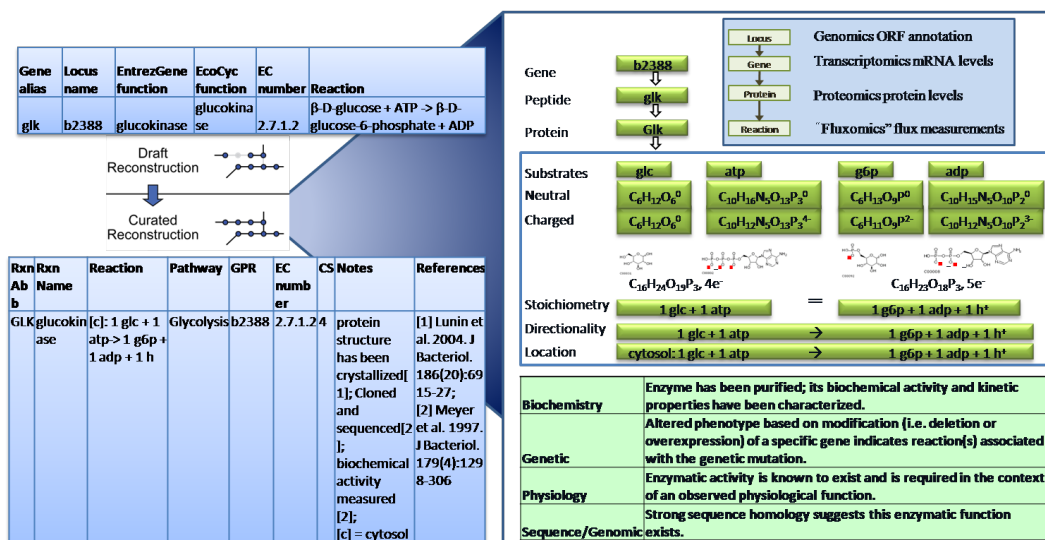 Gene alias
Locus name
EntrezGene function
EcoCyc function
EC number
Reaction
glk
b2388
glucokinase
glucokina
se
2.7.1.2
β-D-glucose + ATP -> β-D-
glucose-6-phosphate + ADP
Draft
Reconstruction
Curated
Reconstruction
Rxn Ab b
Rxn Name
Reaction
Pathway
GPR
EC numb er
CS
Notes
References
GLK
glucokin
ase
[c]: 1 glc + 1
atp-> 1 g6p +
1 adp + 1 h
Glycolysis
b2388
2.7.1.2
4
protein
structure
has been
crystallized[
1]; Cloned
and
sequenced[2
];
biochemical
activity
measured
[2];
[c] = cytosol
[1] Lunin et
al. 2004. J
Bacteriol.
186(20):69
15-27;
[2] Meyer
et al. 1997.
J Bacteriol.
179(4):129
8-306
Gene
b2388
Peptide
glk
Protein
Glk
Locus
Genomics ORF annotation
Gene
Transcriptomics mRNA levels
Protein
Proteomics protein levels
Reaction
"Fluxomics" flux measurements
Substrates
glc
atp
g6p
adp
Neutral
C₆H₁₂O₆⁰
C₁₀H₁₆N₅O₁₃P₃⁰
C₆H₁₃O₉P⁰
C₁₀H₁₅N₅O₁₀P₂⁰
Charged
C₆H₁₂O₆⁰
C₁₀H₁₂N₅O₁₃P₃⁴⁻
C₆H₁₁O₉P²⁻
C₁₀H₁₂N₅O₁₀P₂³⁻
C₁₆H₂₄O₁₉P₃, 4e⁻
C₁₆H₂₃O₁₈P₃, 5e⁻
Stoichiometry
1 glc + 1 atp
=
1 g6p + 1 adp + 1 h⁺
Directionality
1 glc + 1 atp
→
1 g6p + 1 adp + 1 h⁺
Location
cytosol: 1 glc + 1 atp
→
1 g6p + 1 adp + 1 h⁺
Biochemistry
Enzyme has been purified; its biochemical activity and kinetic
properties have been characterized.
Genetic
Altered phenotype based on modification (i.e. deletion or
overexpression) of a specific gene indicates reaction(s) associated
with the genetic mutation.
Physiology
Enzymatic activity is known to exist and is required in the context
of an observed physiological function.
Sequence/Genomic
Strong sequence homology suggests this enzymatic function
exists.